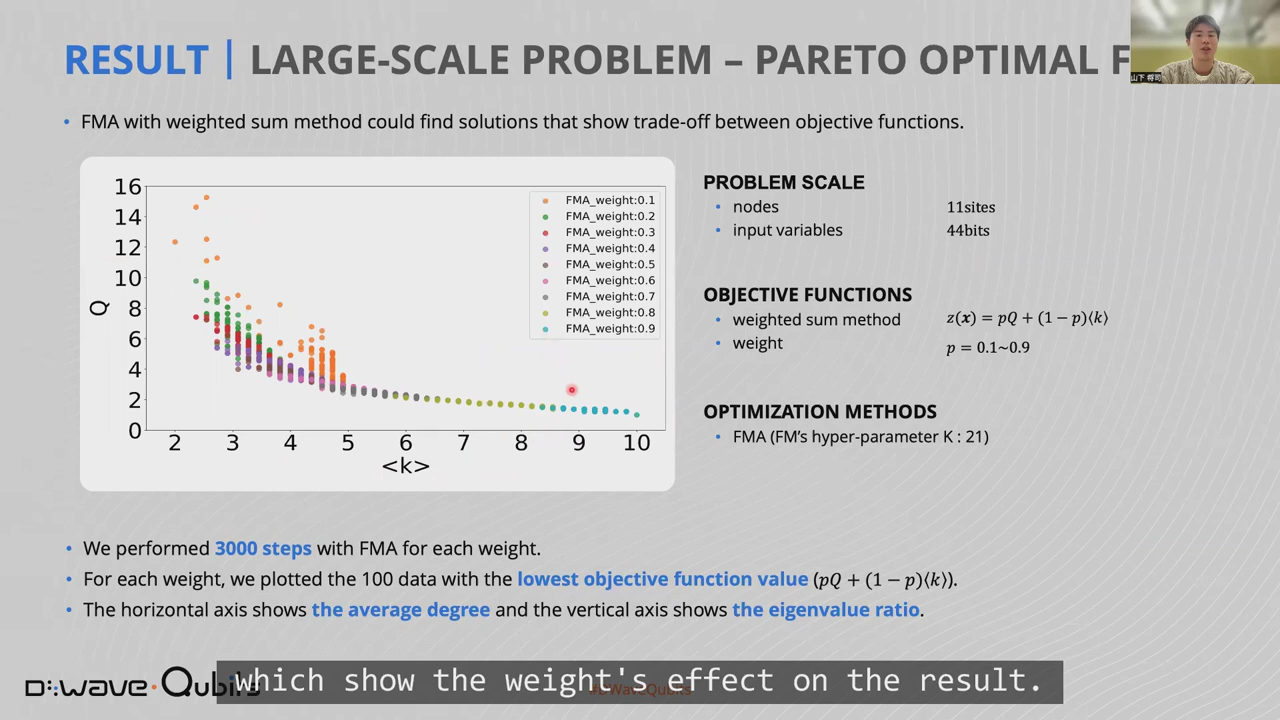 RESULT | LARGE-SCALE PROBLEM – PARETO OPTIMAL F
山下 将司
• FMA with weighted sum method could find solutions that show trade-off between objective functions.
16
14
12
10
8
6
4
2
0
Q
2 3 4 5 6 7 8 9 10
<k>
FMA_weight:0.1
FMA_weight:0.2
FMA_weight:0.3
FMA_weight:0.4
FMA_weight:0.5
FMA_weight:0.6
FMA_weight:0.7
FMA_weight:0.8
FMA_weight:0.9
PROBLEM SCALE
• nodes 11sites
• input variables 44bits
OBJECTIVE FUNCTIONS
• weighted sum method z(x) = pQ + (1 − p)⟨k⟩
• weight p = 0.1~0.9
OPTIMIZATION METHODS
• FMA (FM's hyper-parameter K : 21)
• We performed 3000 steps with FMA for each weight.
• For each weight, we plotted the 100 data with the lowest objective function value (pQ + (1 − p)⟨k⟩).
• The horizontal axis shows the average degree and the vertical axis shows the eigenvalue ratio.
D:wave Qubits
#DWaveQubits
which show the weight's effect on the result.